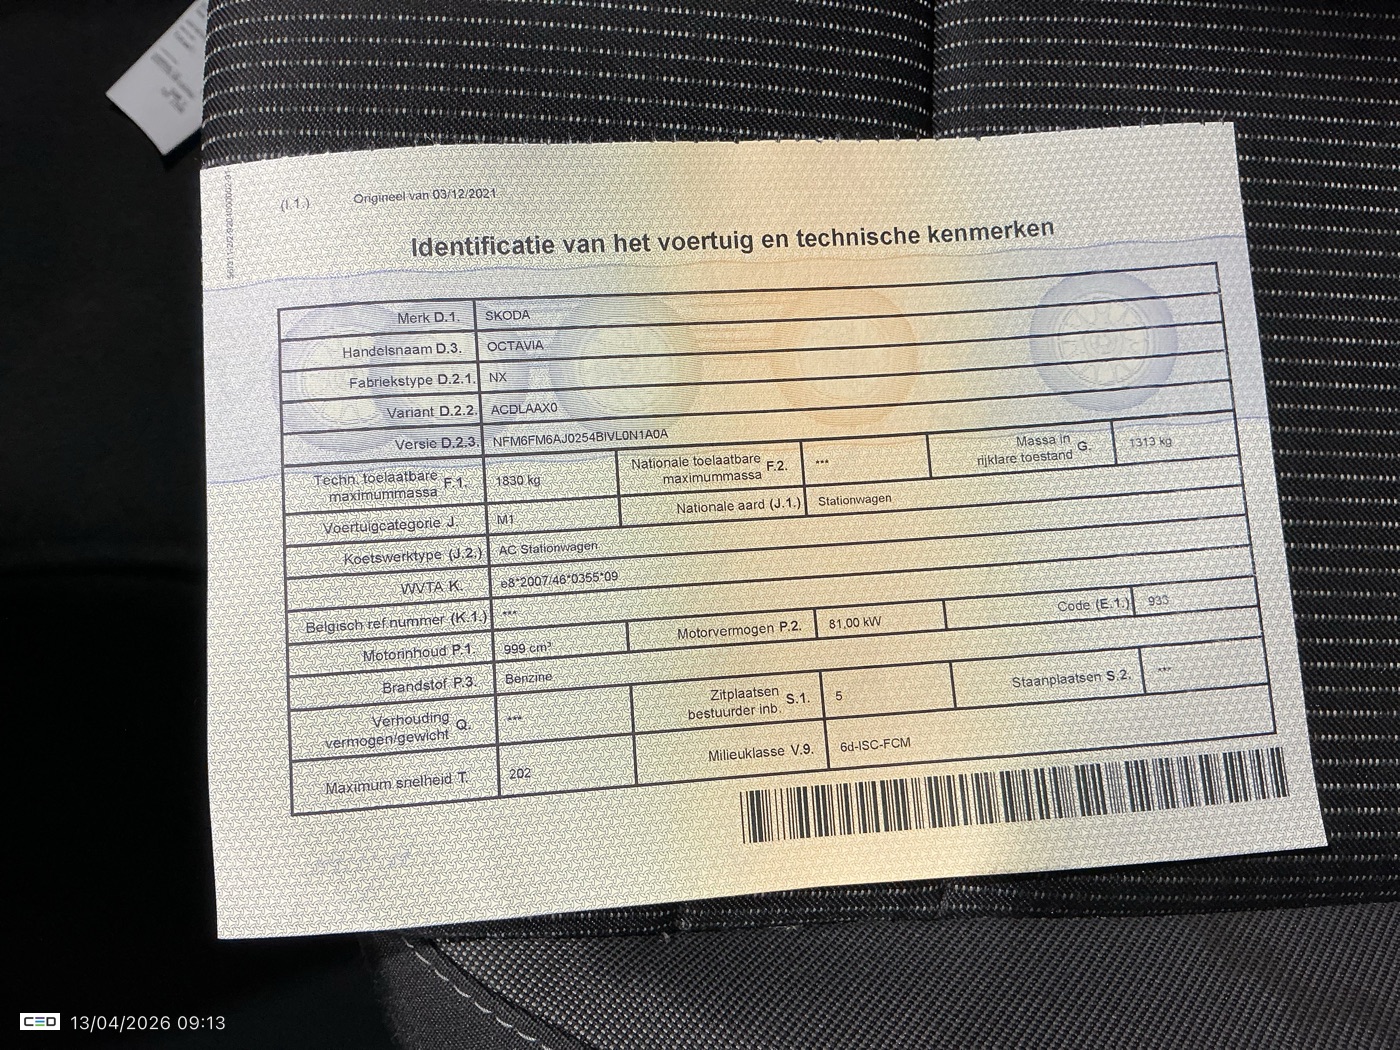 (I.1.) Origineel van 03/12/2021
Identificatie van het voertuig en technische kenmerken
Merk D.1. SKODA
Handelsnaam D.3. OCTAVIA
Fabriekstype D.2.1. NX
Variant D.2.2. ACDLAAX0
Versie D.2.3. NFM6FM6AJ0254BIVL0N1A0A
Techn. toelaatbare maximummassa F.1. 1830 kg Nationale toelaatbare maximummassa F.2. *** Massa in rijklare toestand G. 1313 kg
Voertuigcategorie J. M1 Nationale aard (J.1.) Stationwagen
Koetswerktype (J.2.) AC Stationwagen
WVTA K. e8*2007/46*0355*09
Belgisch ref.nummer (K.1.) ***
Motorinhoud P.1. 999 cm³ Motorvermogen P.2. 81,00 kW Code (E.1.) 933
Brandstof P.3. Benzine
Verhouding vermogen/gewicht Q. *** Zitplaatsen bestuurder inb. S.1. 5 Staanplaatsen S.2. ***
Maximum snelheid T. 202 Milieuklasse V.9. 6d-ISC-FCM
CED 13/04/2026 09:13